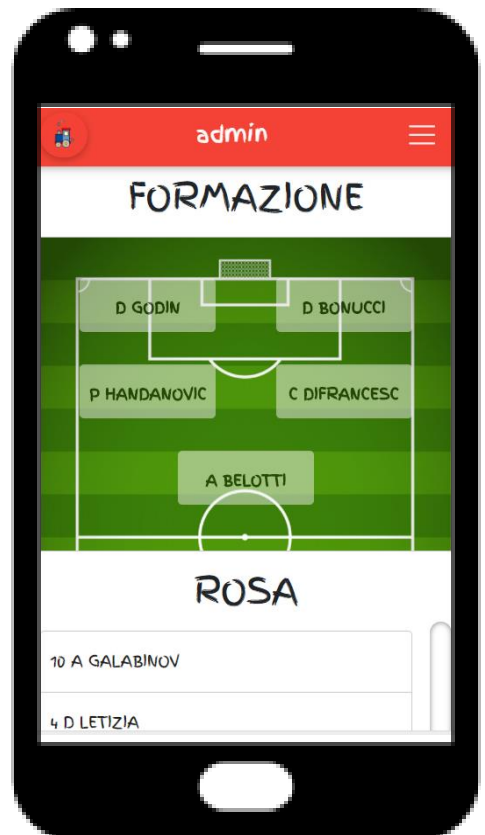 admin
FORMAZIONE
D GODIN D BONUCCI
P HANDANOVIC C DIFRANCESC
A BELOTTI
ROSA
10 A GALABINOV
4 D LETIZIA